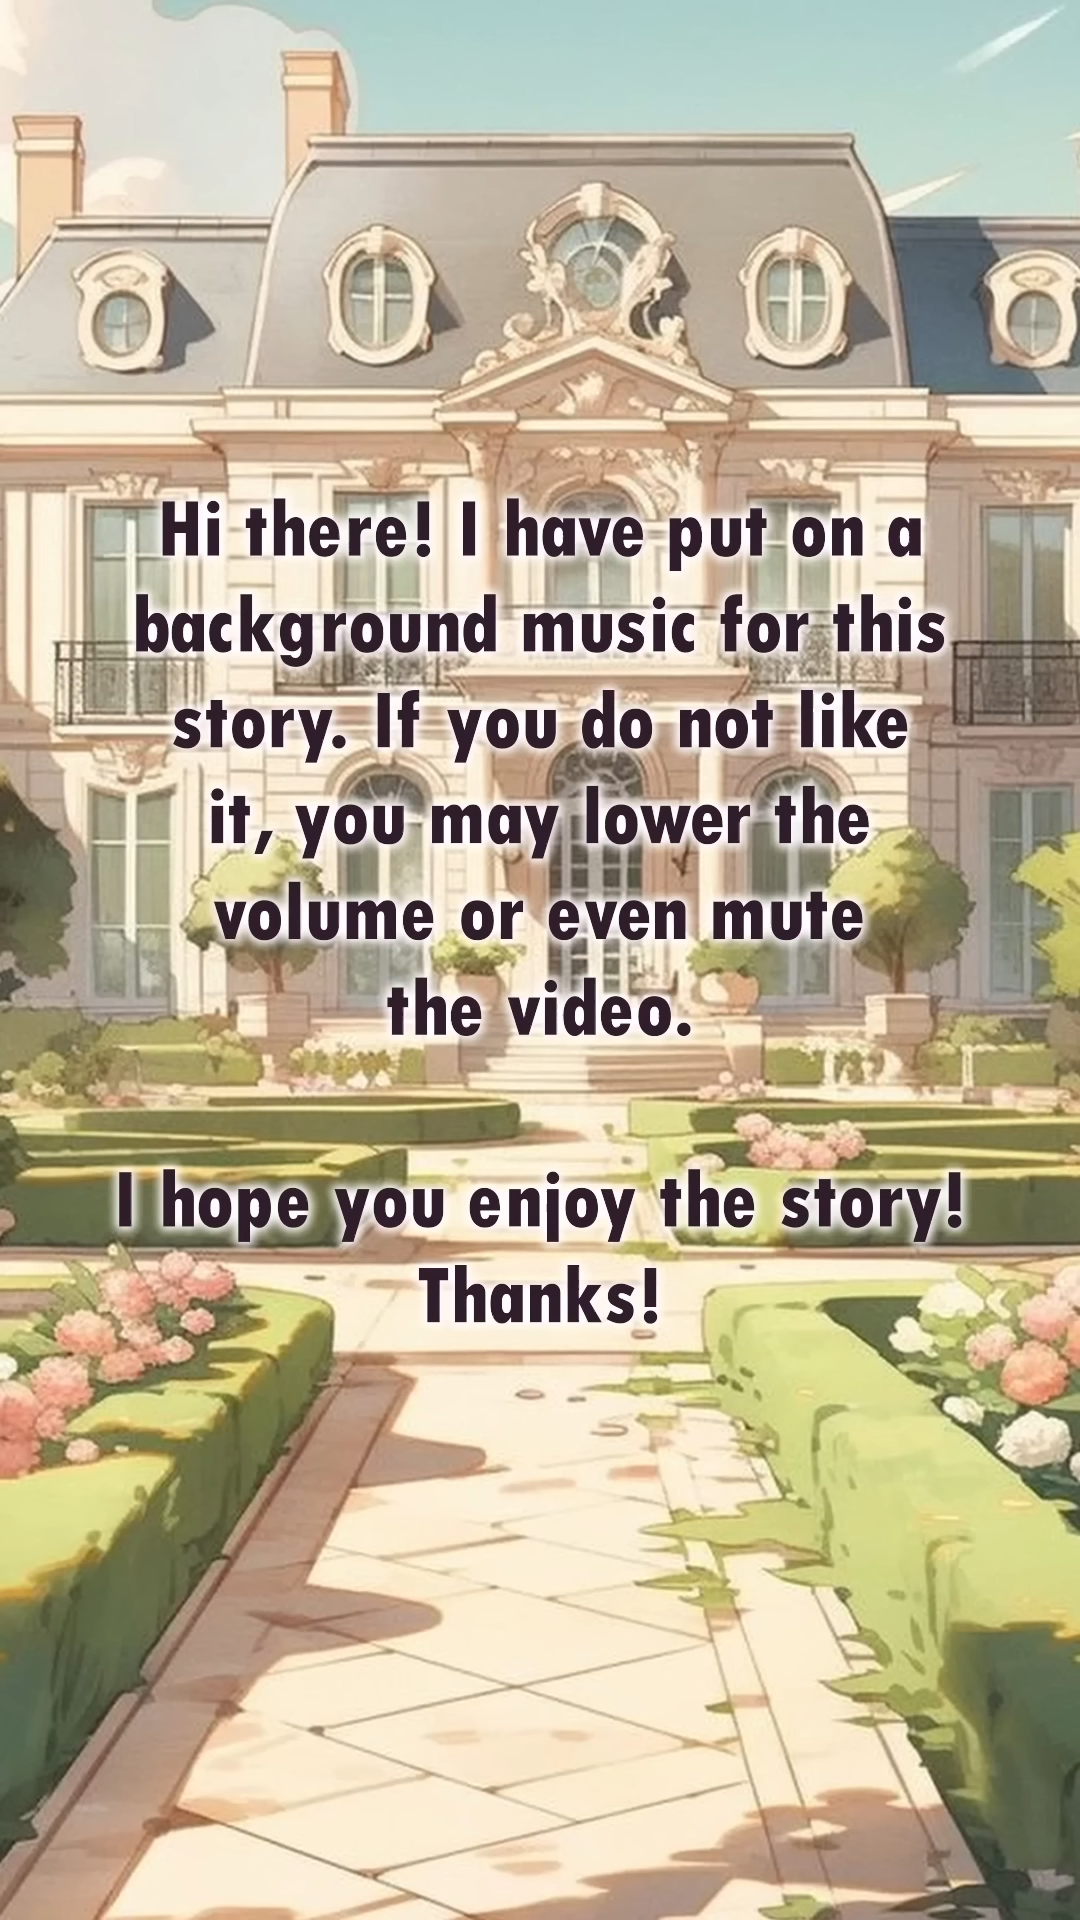 Hi there! I have put on a
background music for this
story. If you do not like
it, you may lower the
volume or even mute
the video.
I hope you enjoy the story!
Thanks!